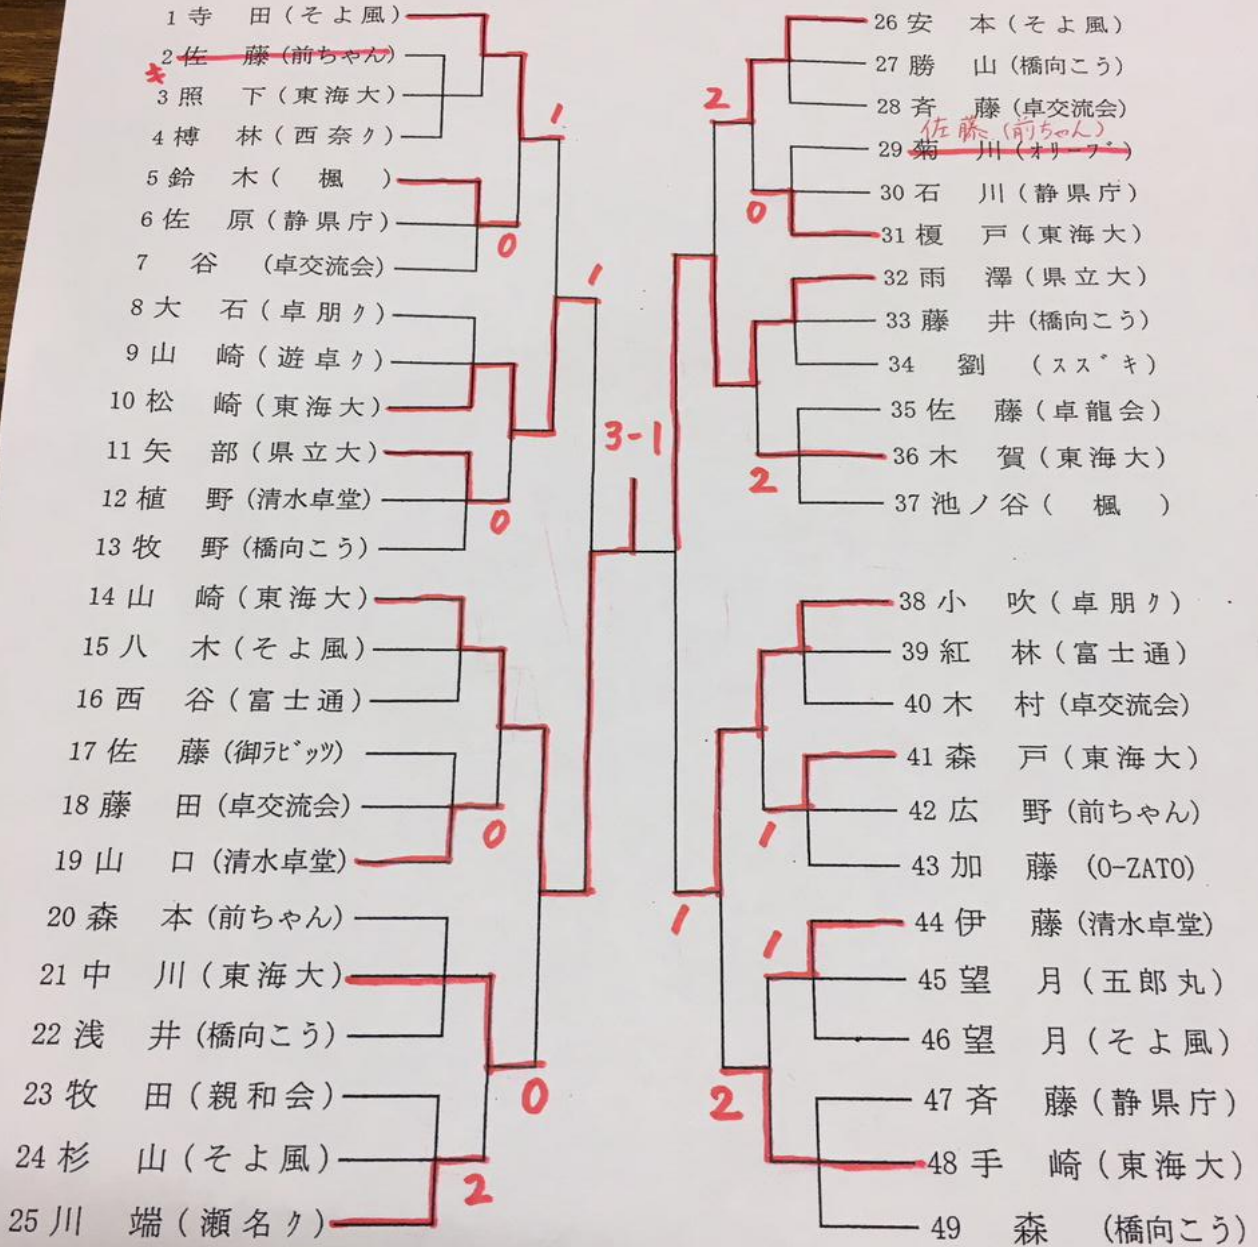 1 寺 田 (そよ風)
2 佐 藤 (前ちゃん)
キ
3 照 下 (東海大)
4 榑 林 (西奈ク)
5 鈴 木 ( 楓 )
6 佐 原 (静県庁)
7 谷 (卓交流会)
8 大 石 (卓朋ク)
9 山 崎 (遊卓ク)
10 松 崎 (東海大)
11 矢 部 (県立大)
12 植 野 (清水卓堂)
13 牧 野 (橋向こう)
14 山 崎 (東海大)
15 八 木 (そよ風)
16 西 谷 (富士通)
17 佐 藤 (御ラビッツ)
18 藤 田 (卓交流会)
19 山 口 (清水卓堂)
20 森 本 (前ちゃん)
21 中 川 (東海大)
22 浅 井 (橋向こう)
23 牧 田 (親和会)
24 杉 山 (そよ風)
25 川 端 (瀬名ク)
1
0
1
0
0
0
2
3-1
2
0
2
1
1
1
2
26 安 本 (そよ風)
27 勝 山 (橋向こう)
28 斉 藤 (卓交流会)
佐藤 (前ちゃん)
29 菊 川 (オリーブ)
30 石 川 (静県庁)
31 榎 戸 (東海大)
32 雨 澤 (県立大)
33 藤 井 (橋向こう)
34 劉 (スズキ)
35 佐 藤 (卓龍会)
36 木 賀 (東海大)
37 池ノ谷 ( 楓 )
38 小 吹 (卓朋ク)
39 紅 林 (富士通)
40 木 村 (卓交流会)
41 森 戸 (東海大)
42 広 野 (前ちゃん)
43 加 藤 (O-ZATO)
44 伊 藤 (清水卓堂)
45 望 月 (五郎丸)
46 望 月 (そよ風)
47 斉 藤 (静県庁)
48 手 崎 (東海大)
49 森 (橋向こう)